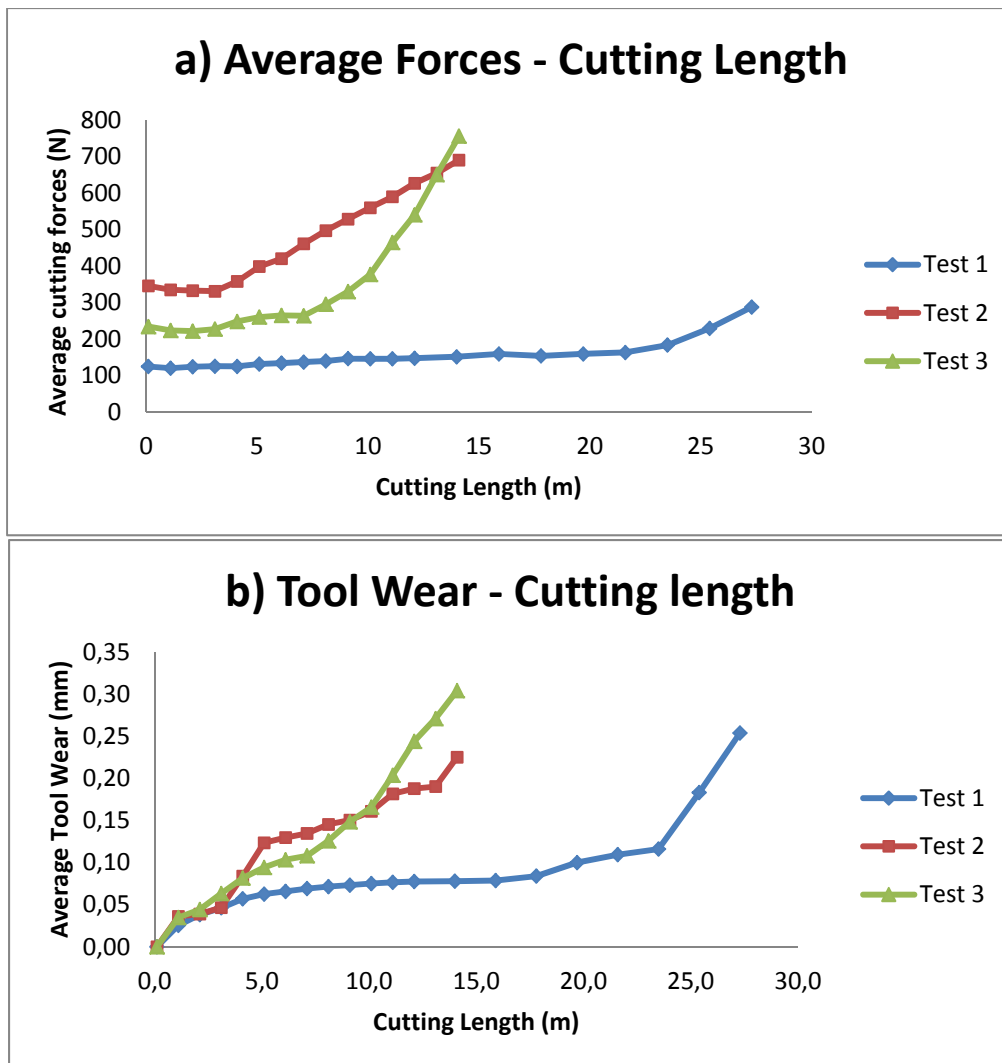 a) Average Forces - Cutting Length
Average cutting forces (N)
800
700
600
500
400
300
200
100
0
0 5 10 15 20 25 30
Cutting Length (m)
Test 1
Test 2
Test 3
b) Tool Wear - Cutting length
Average Tool Wear (mm)
0,35
0,30
0,25
0,20
0,15
0,10
0,05
0,00
0,0 5,0 10,0 15,0 20,0 25,0 30,0
Cutting Length (m)
Test 1
Test 2
Test 3